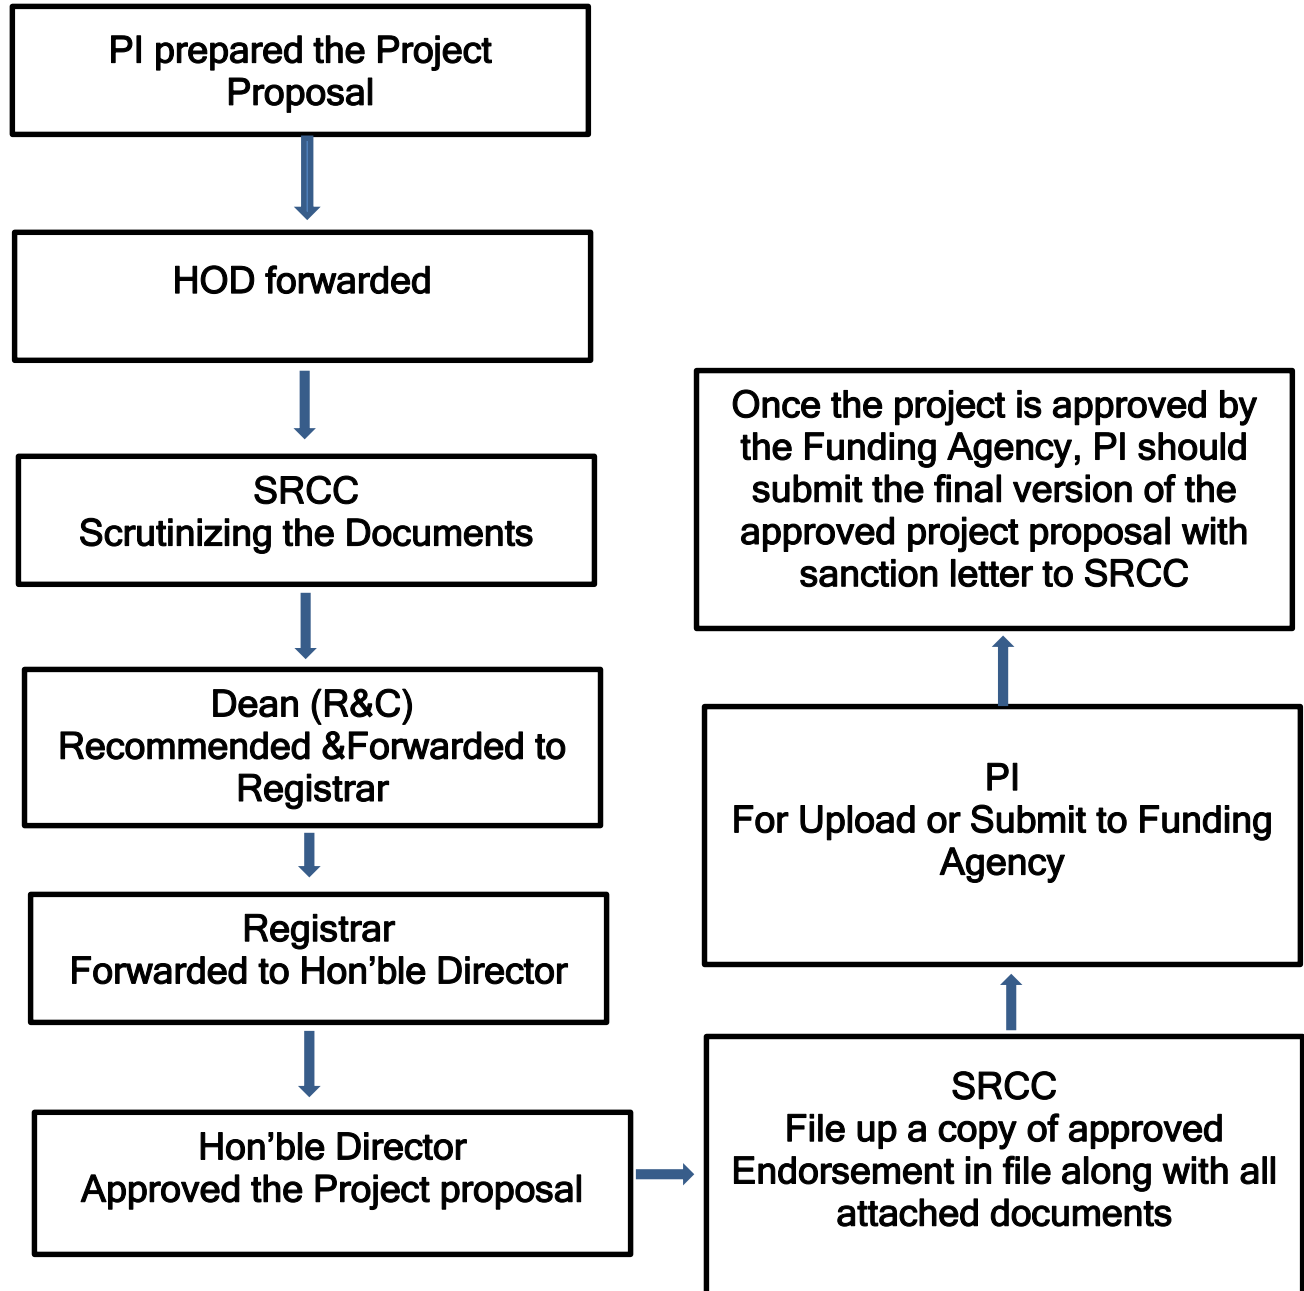 PI prepared the Project
Proposal
HOD forwarded
SRCC
Scrutinizing the Documents
Dean (R&C)
Recommended &Forwarded to
Registrar
Registrar
Forwarded to Hon’ble Director
Hon’ble Director
Approved the Project proposal
SRCC
File up a copy of approved
Endorsement in file along with all
attached documents
PI
For Upload or Submit to Funding
Agency
Once the project is approved by
the Funding Agency, PI should
submit the final version of the
approved project proposal with
sanction letter to SRCC